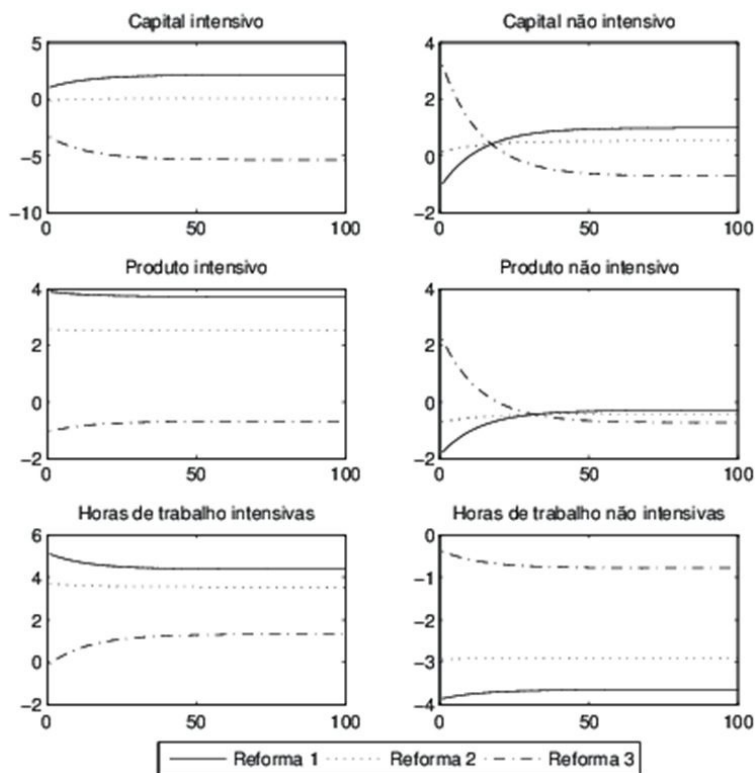 Capital intensivo
5
0
−5
−10
0 50 100
Capital não intensivo
4
2
0
−2
0 50 100
Produto intensivo
4
2
0
−2
0 50 100
Produto não intensivo
4
2
0
−2
0 50 100
Horas de trabalho intensivas
6
4
2
0
−2
0 50 100
Horas de trabalho não intensivas
0
−1
−2
−3
−4
0 50 100
Reforma 1 Reforma 2 Reforma 3